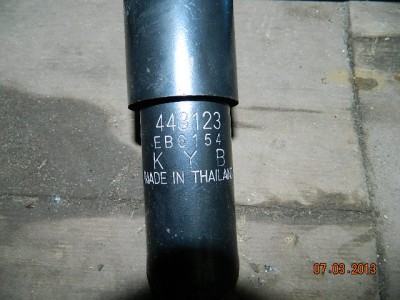 443123
EBC154
K Y B
MADE IN THAILAND
07.03.2013